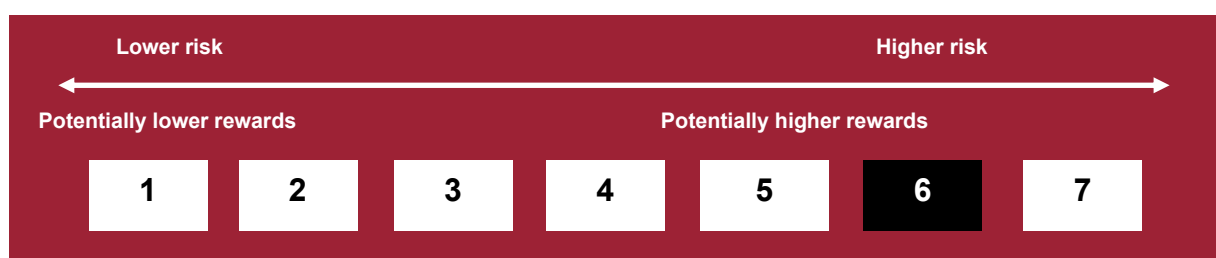 Lower risk Higher risk
Potentially lower rewards Potentially higher rewards
1 2 3 4 5 6 7